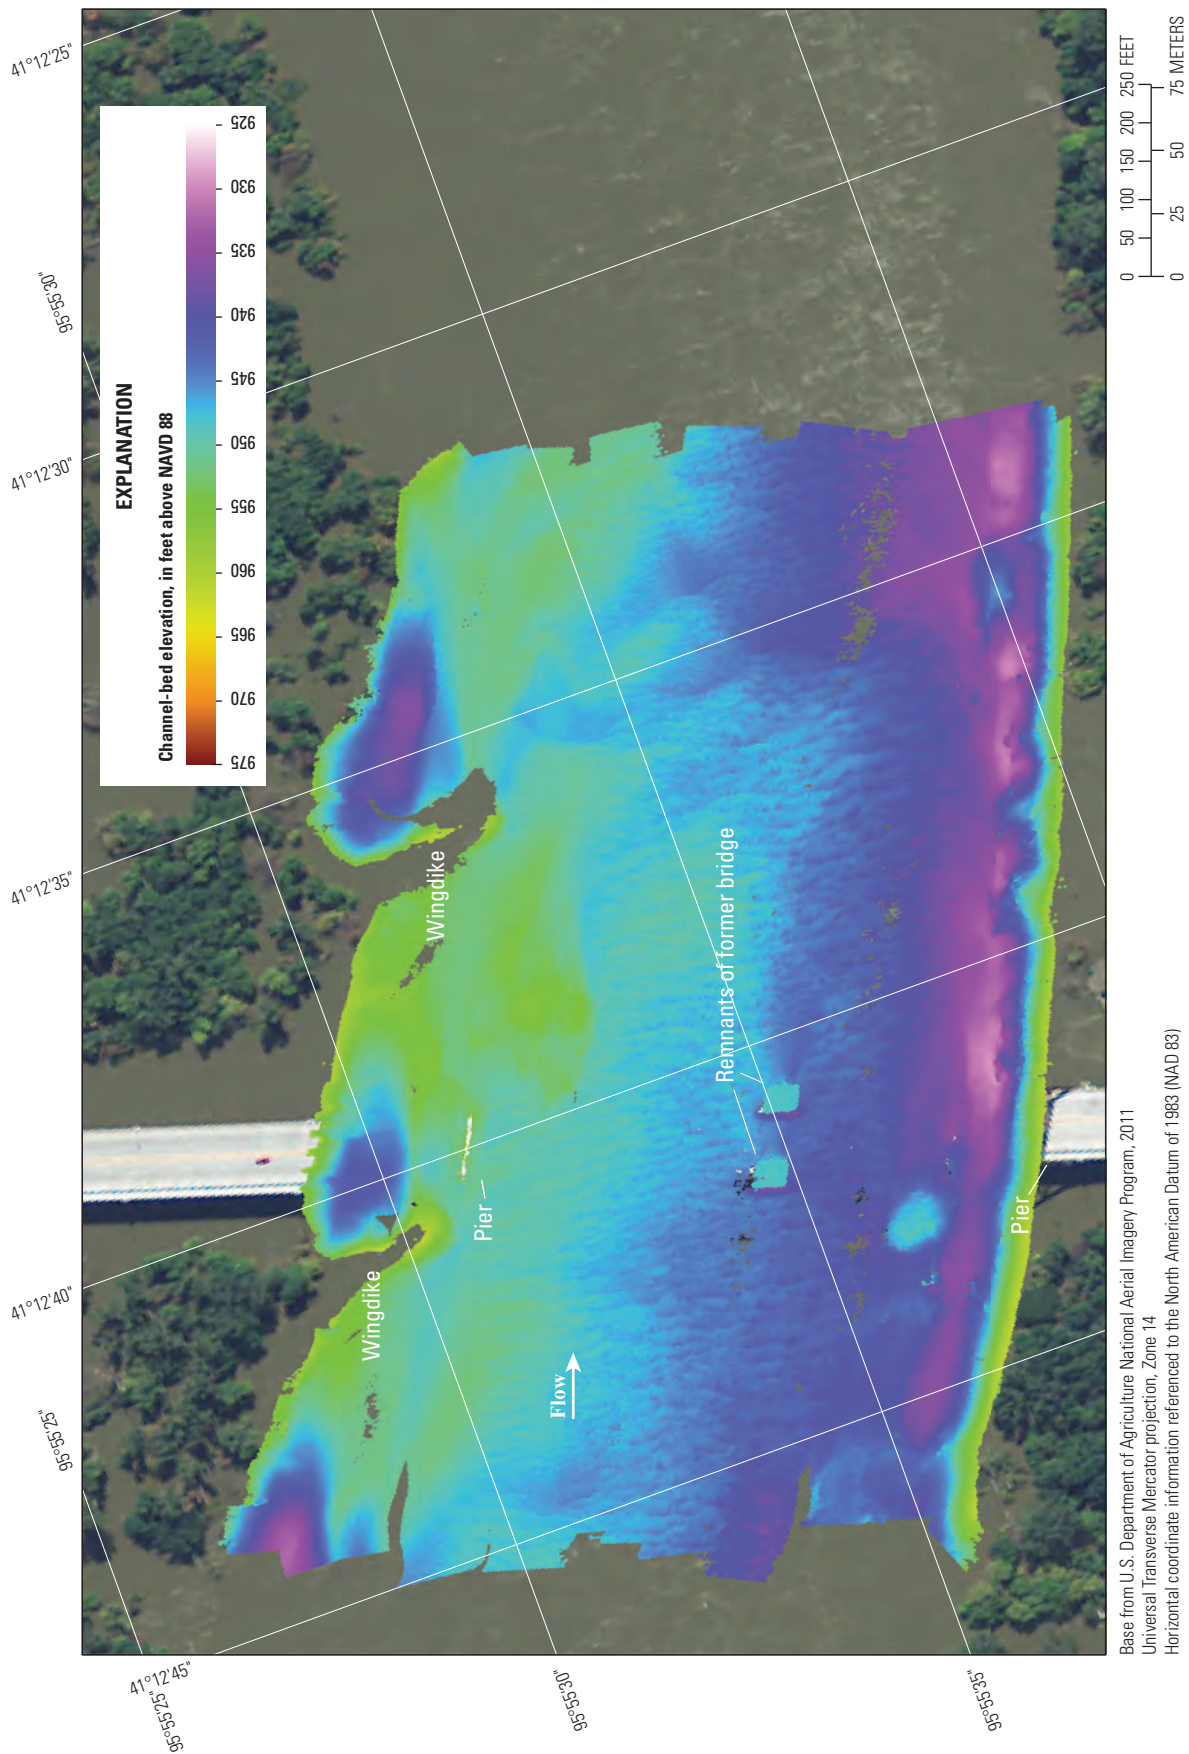 41°12'25"
95°55'30"
41°12'30"
41°12'35"
41°12'40"
95°55'25"
41°12'45"
95°55'25"
95°55'30"
95°55'35"
EXPLANATION
Channel-bed elevation, in feet above NAVD 88
975
970
965
960
955
950
945
940
935
930
925
Wingdike
Wingdike
Pier
Remnants of former bridge
Pier
Flow
0 50 100 150 200 250 FEET
0 25 50 75 METERS
Base from U.S. Department of Agriculture National Aerial Imagery Program, 2011
Universal Transverse Mercator projection, Zone 14
Horizontal coordinate information referenced to the North American Datum of 1983 (NAD 83)